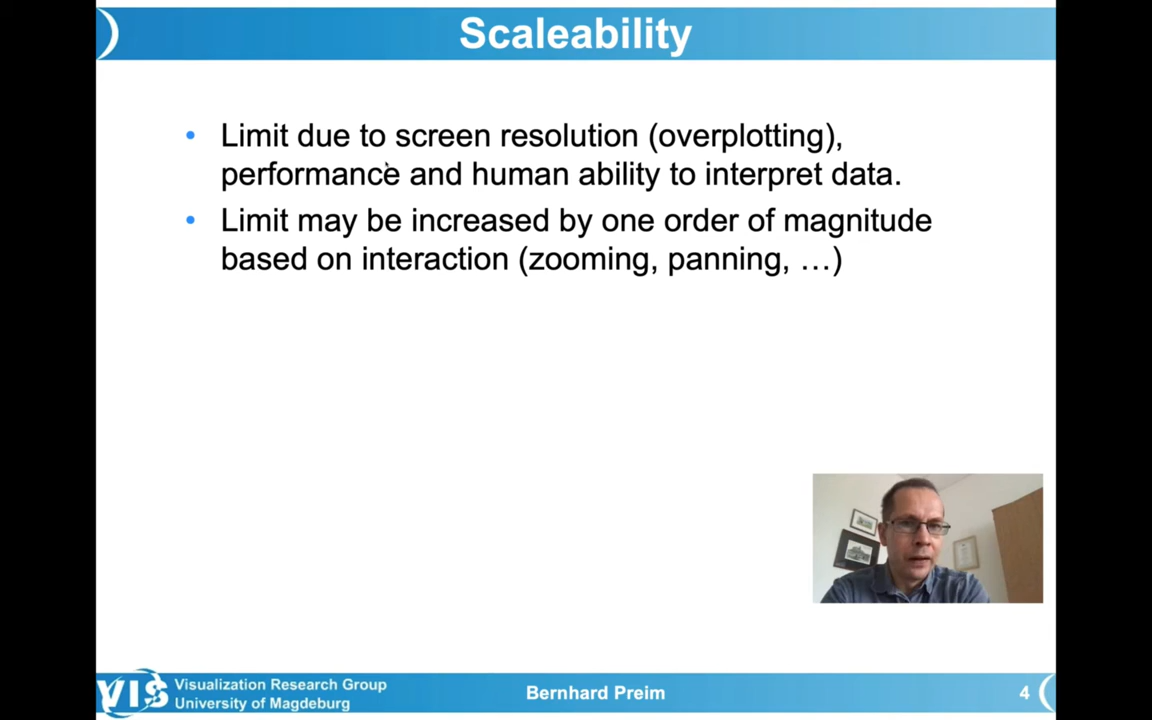 Scaleability
• Limit due to screen resolution (overplotting),
performance and human ability to interpret data.
• Limit may be increased by one order of magnitude
based on interaction (zooming, panning, …)
VIS
Visualization Research Group
University of Magdeburg
Bernhard Preim
4